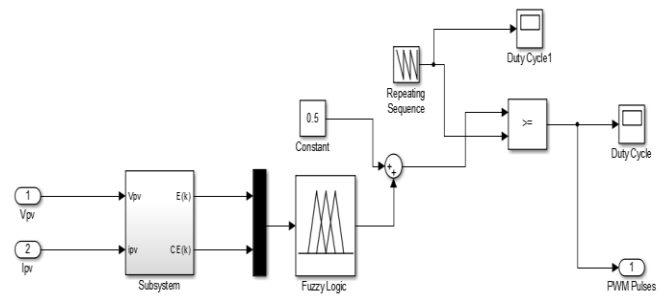 Duty Cycle1
Repeating
Sequence
0.5
Constant
>=
Duty Cycle
+
+
1
Vpv
Vpv
E(k)
2
Ipv
ipv
CE(k)
Subsystem
Fuzzy Logic
1
PWM Pulses